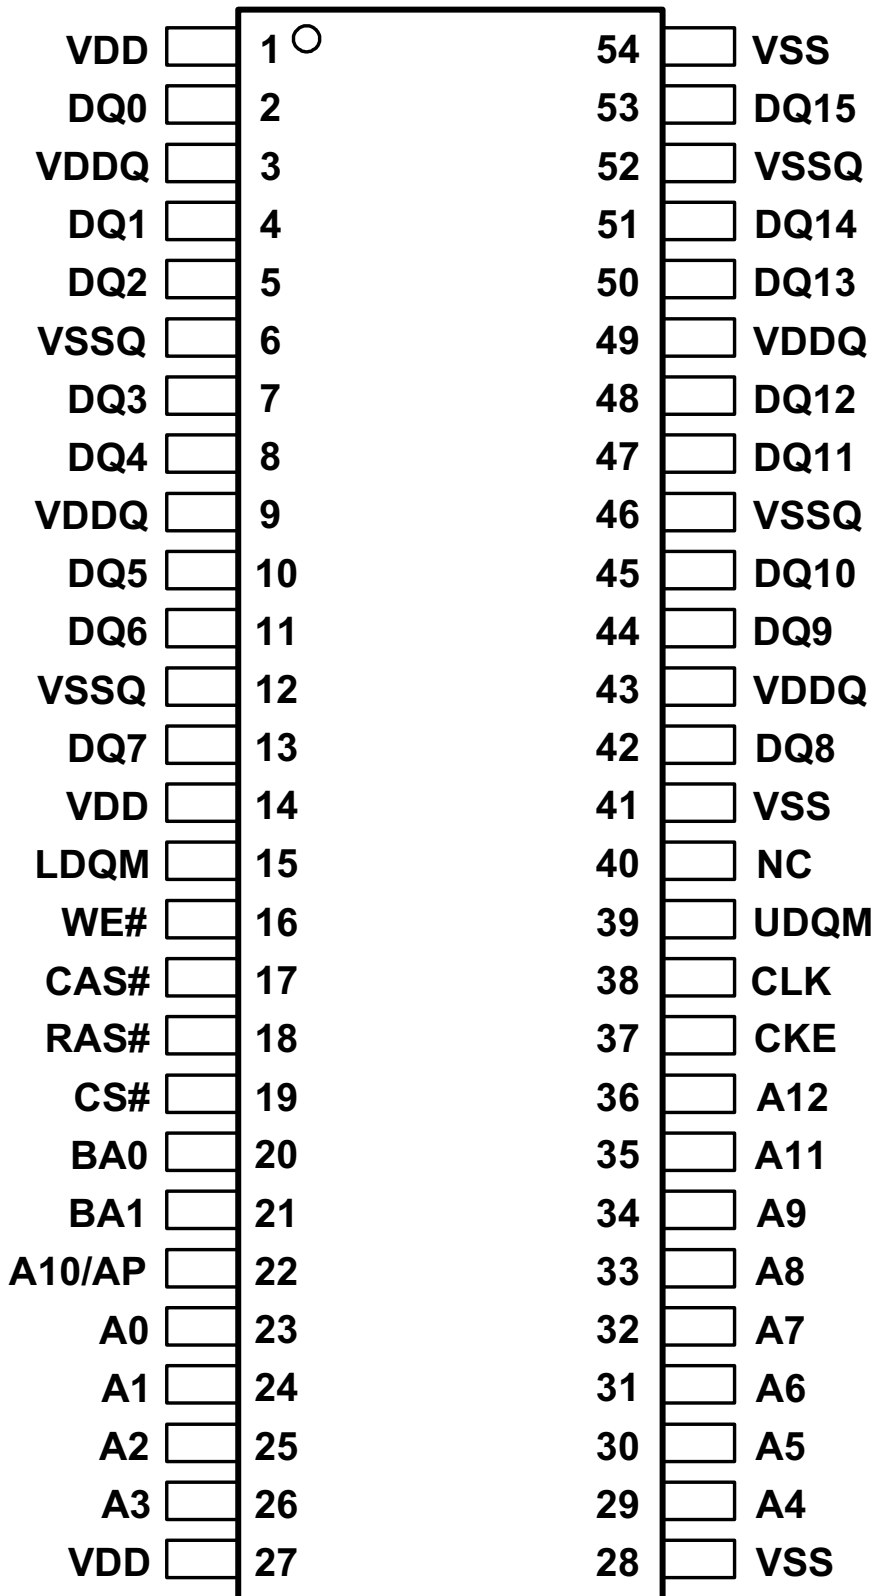 VDD 1 54 VSS
DQ0 2 53 DQ15
VDDQ 3 52 VSSQ
DQ1 4 51 DQ14
DQ2 5 50 DQ13
VSSQ 6 49 VDDQ
DQ3 7 48 DQ12
DQ4 8 47 DQ11
VDDQ 9 46 VSSQ
DQ5 10 45 DQ10
DQ6 11 44 DQ9
VSSQ 12 43 VDDQ
DQ7 13 42 DQ8
VDD 14 41 VSS
LDQM 15 40 NC
WE# 16 39 UDQM
CAS# 17 38 CLK
RAS# 18 37 CKE
CS# 19 36 A12
BA0 20 35 A11
BA1 21 34 A9
A10/AP 22 33 A8
A0 23 32 A7
A1 24 31 A6
A2 25 30 A5
A3 26 29 A4
VDD 27 28 VSS